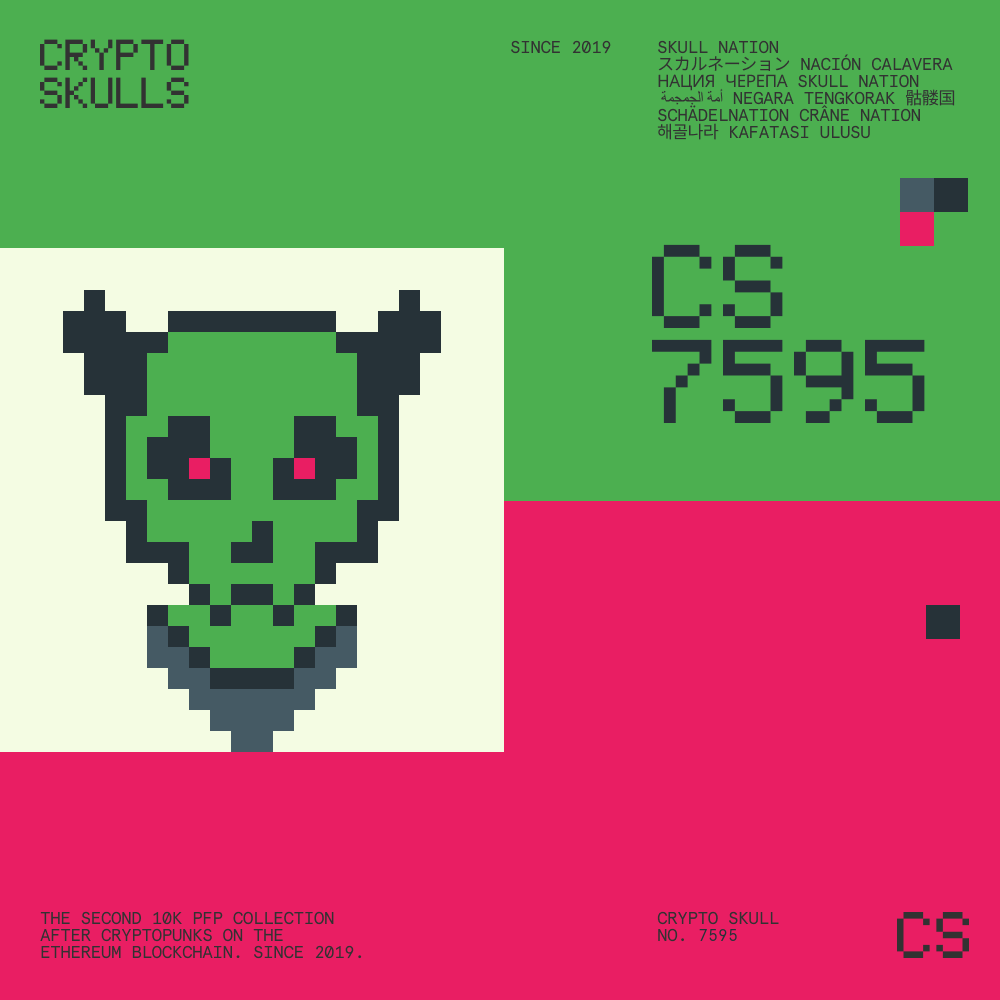 CRYPTO
SKULLS
SINCE 2019
SKULL NATION
スカルネーション NACIÓN CALAVERA
НАЦИЯ ЧЕРЕПА SKULL NATION
أمة الجمجمة NEGARA TENGKORAK 骷髅国
SCHÄDELNATION CRÂNE NATION
해골나라 KAFATASI ULUSU
CS
7595
THE SECOND 10K PFP COLLECTION
AFTER CRYPTOPUNKS ON THE
ETHEREUM BLOCKCHAIN. SINCE 2019.
CRYPTO SKULL
NO. 7595
CS